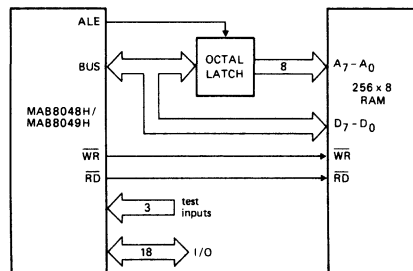 ALE
BUS
OCTAL
LATCH
8
A7–A0
256 x 8
RAM
MAB8048H/
MAB8049H
D7–D0
WR
WR
RD
RD
3
test
inputs
18
I/O